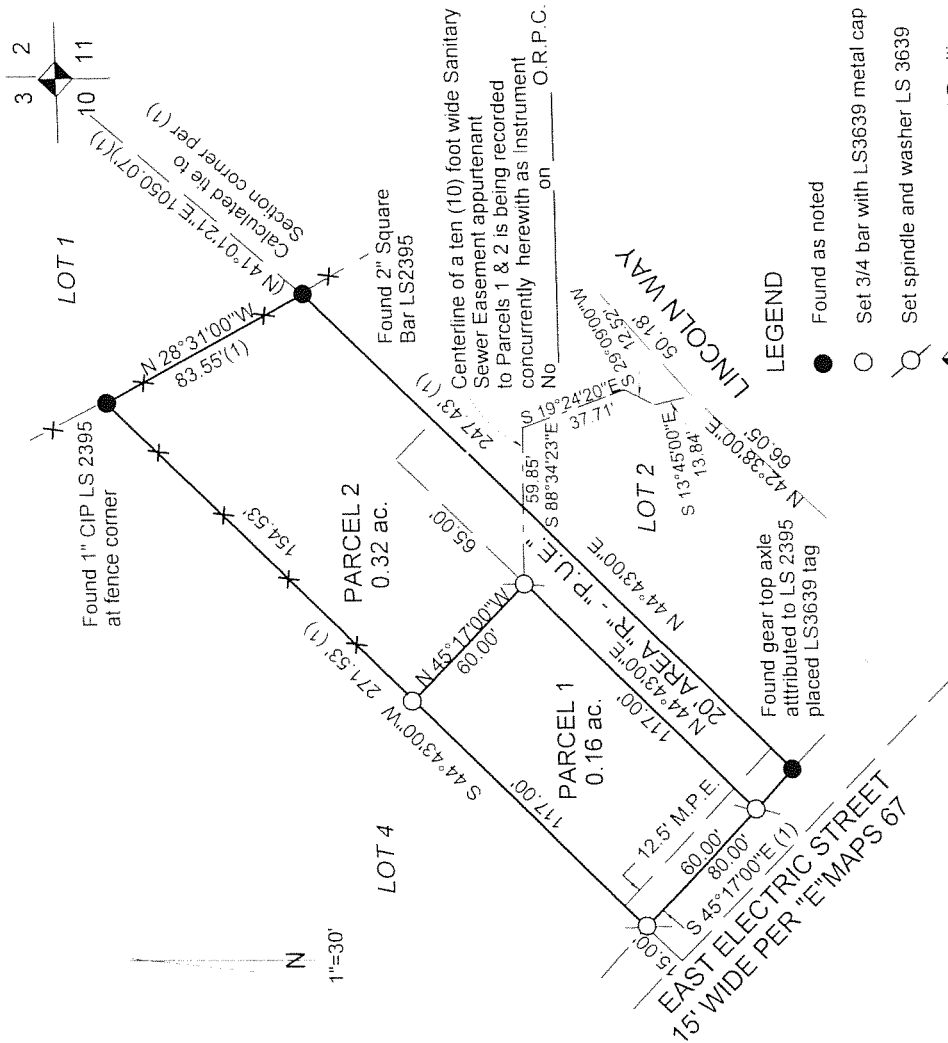 3 2
10 11
LOT 1
(N 41°01'21"E 1050.07')(1)
Calculated tie to
Section corner per (1)
Found 1" CIP LS 2395
at fence corner
N 28°31'00"W
83.55'(1)
Found 2" Square
Bar LS2395
154.53'
PARCEL 2
0.32 ac.
247.43' (1)
65.00'
271.53' (1)
S 44°43'00"W
LOT 4
N 45°17'00"W
60.00'
Centerline of a ten (10) foot wide Sanitary
Sewer Easement appurtenant
to Parcels 1 & 2 is being recorded
concurrently herewith as Instrument
No on O.R.P.C.
59.85'
S 88°34'23"E
S 19°24'20"E
37.71'
S 29°09'00"W
12.52'
S 13°45'00"E
13.84'
LOT 2
50.18'
LINCOLN WAY
N 42°38'00"E
66.05'
117.00'
PARCEL 1
0.16 ac.
N 44°43'00"E
117.00'
20' AREA "R" - "P.U.E."
N 44°43'00"E
12.5' M.P.E.
60.00'
80.00'
S 45°17'00"E (1)
15.00'
Found gear top axle
attributed to LS 2395
placed LS3639 tag
EAST ELECTRIC STREET
15' WIDE PER "E"MAPS 67
N
1"=30'
LEGEND
Found as noted
Set 3/4 bar with LS3639 metal cap
Set spindle and washer LS 3639